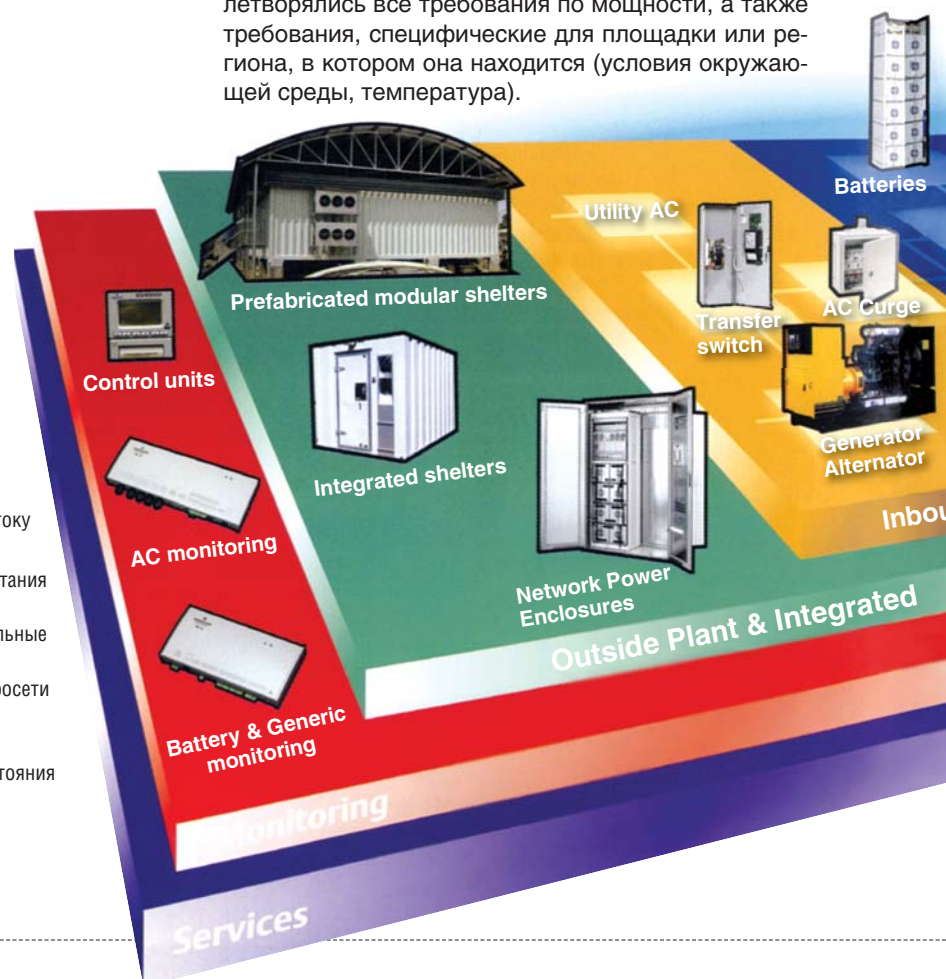 летворялись все требования по мощности, а также
требования, специфические для площадки или ре-
гиона, в котором она находится (условия окружаю-
щей среды, температура).
Batteries
Utility AC
Prefabricated modular shelters
Transfer
switch
AC Curge
Control units
Generator
Alternator
Integrated shelters
Inbou
AC monitoring
Network Power
Enclosures
Outside Plant & Integrated
Battery & Generic
monitoring
Monitoring
Services
току
тания
льные
осети
тояния